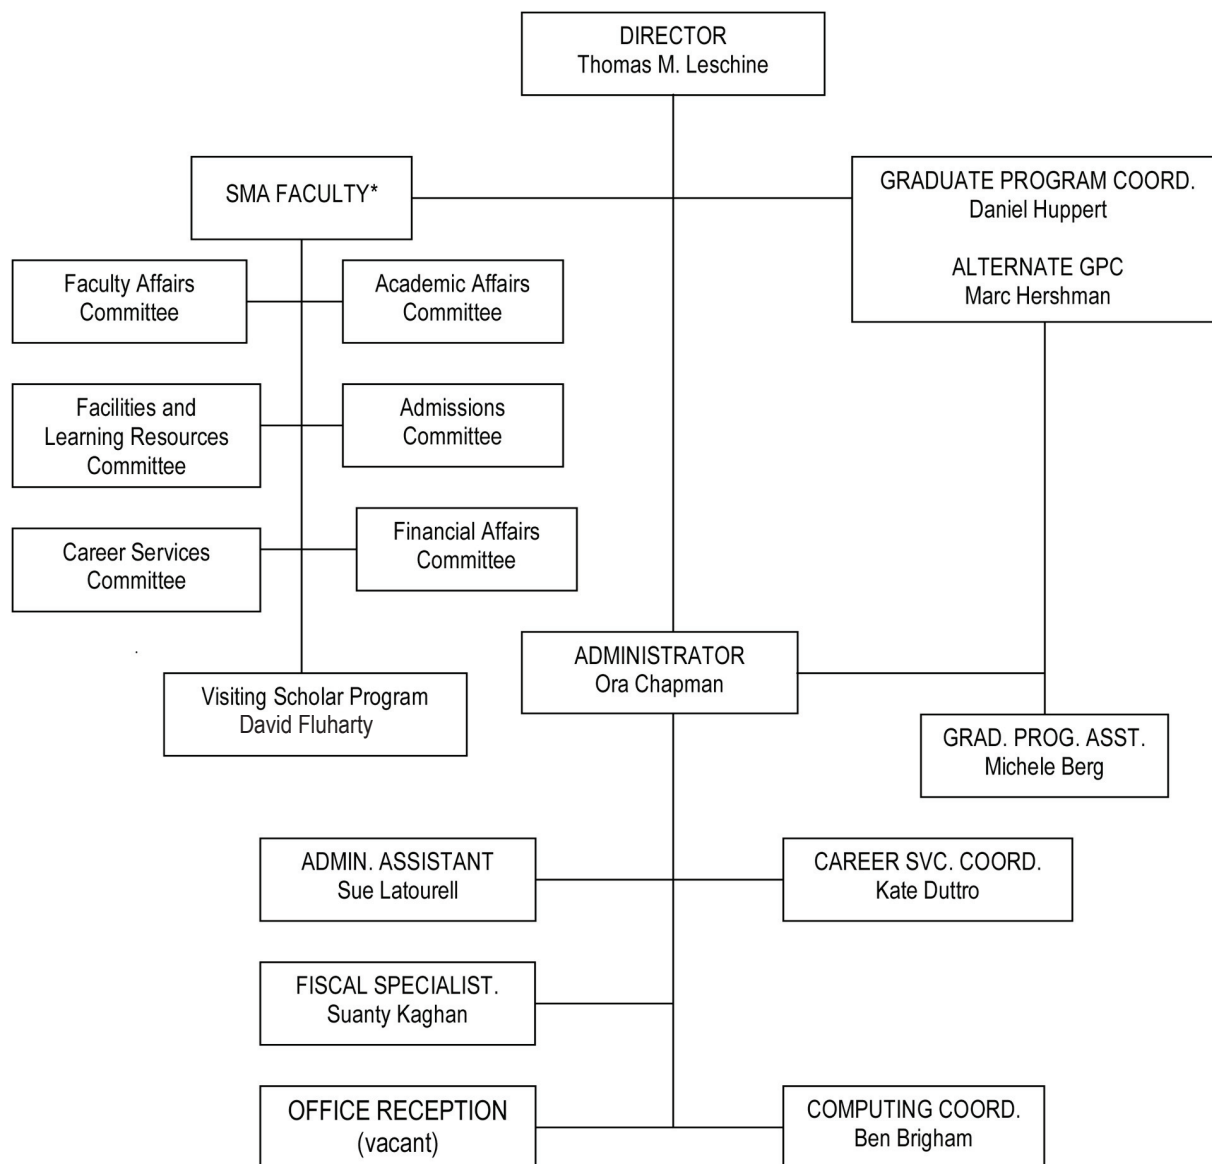 DIRECTOR
Thomas M. Leschine
SMA FACULTY*
GRADUATE PROGRAM COORD.
Daniel Huppert
ALTERNATE GPC
Marc Hershman
Faculty Affairs
Committee
Academic Affairs
Committee
Facilities and
Learning Resources
Committee
Admissions
Committee
Career Services
Committee
Financial Affairs
Committee
Visiting Scholar Program
David Fluharty
ADMINISTRATOR
Ora Chapman
GRAD. PROG. ASST.
Michele Berg
ADMIN. ASSISTANT
Sue Latourell
CAREER SVC. COORD.
Kate Duttro
FISCAL SPECIALIST.
Suanty Kaghan
OFFICE RECEPTION
(vacant)
COMPUTING COORD.
Ben Brigham